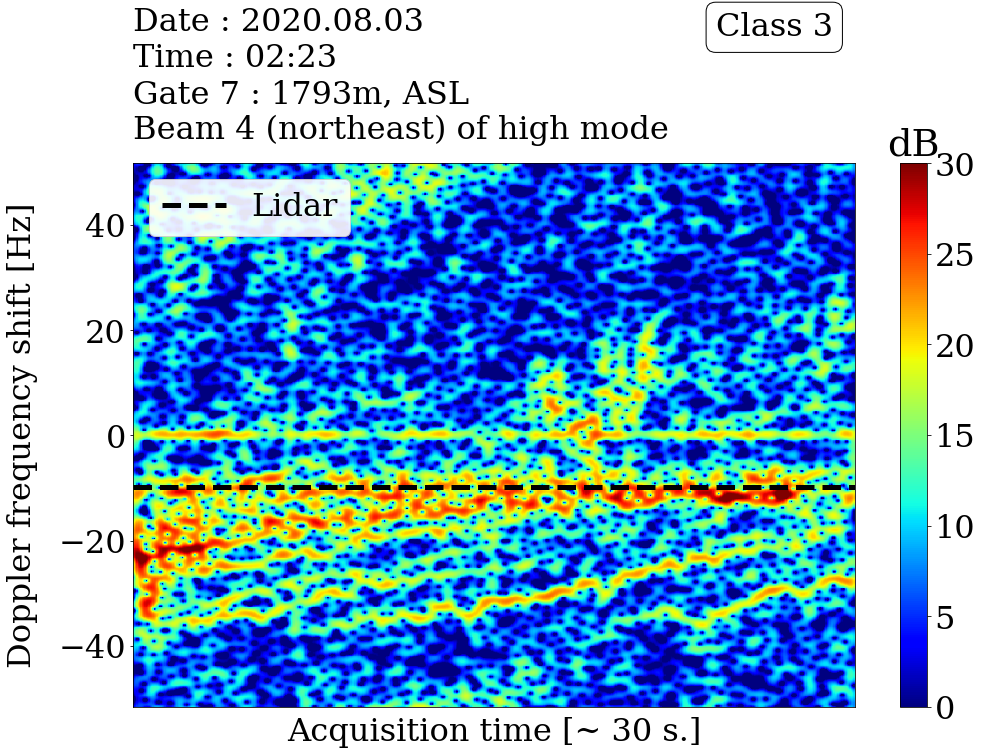 Date : 2020.08.03
Time : 02:23
Gate 7 : 1793m, ASL
Beam 4 (northeast) of high mode
Class 3
dB
Lidar
Doppler frequency shift [Hz]
40
20
0
−20
−40
Acquisition time [~ 30 s.]
30
25
20
15
10
5
0